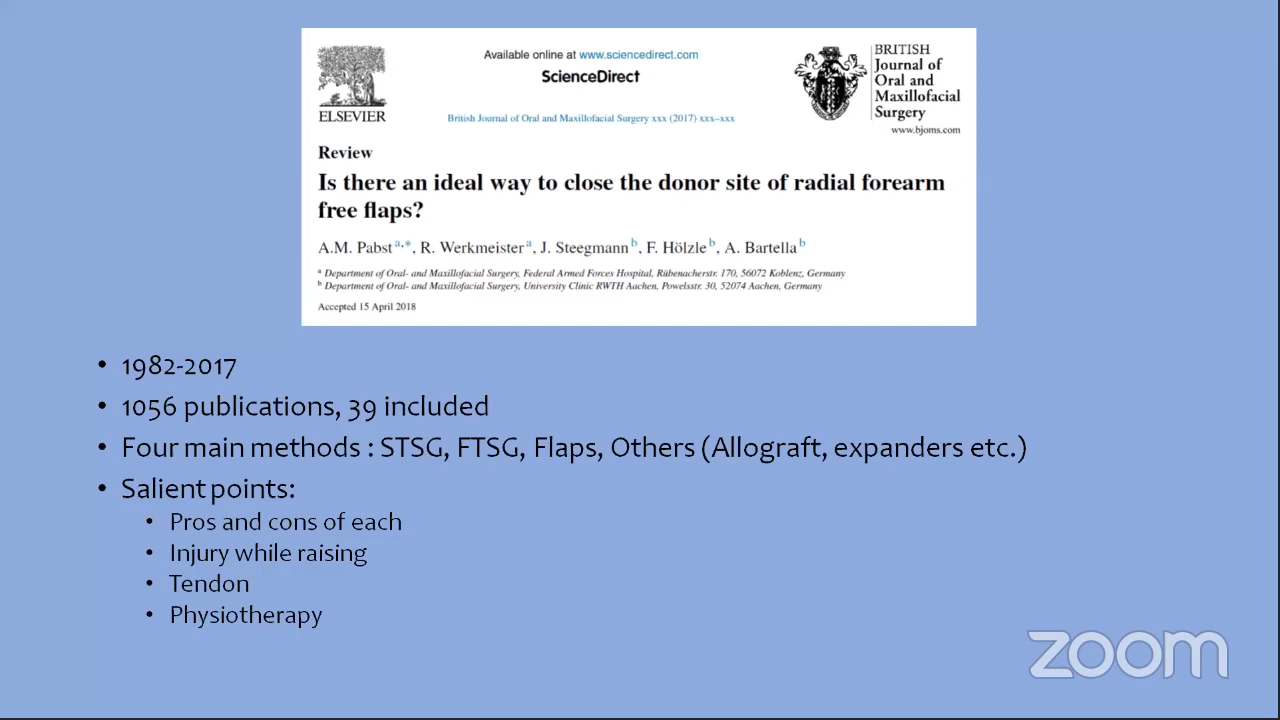 Available online at www.sciencedirect.com
ScienceDirect
ELSEVIER
British Journal of Oral and Maxillofacial Surgery xxx (2017) xxx–xxx
BRITISH
Journal of
Oral and
Maxillofacial
Surgery
www.bjoms.com
Review
Is there an ideal way to close the donor site of radial forearm
free flaps?
A.M. Pabst a,*, R. Werkmeister a, J. Steegmann b, F. Hölzle b, A. Bartella b
a Department of Oral- and Maxillofacial Surgery, Federal Armed Forces Hospital, Rübenacherstr. 170, 56072 Koblenz, Germany
b Department of Oral- and Maxillofacial Surgery, University Clinic RWTH Aachen, Powelsstr. 30, 52074 Aachen, Germany
Accepted 15 April 2018
• 1982-2017
• 1056 publications, 39 included
• Four main methods : STSG, FTSG, Flaps, Others (Allograft, expanders etc.)
• Salient points:
• Pros and cons of each
• Injury while raising
• Tendon
• Physiotherapy
zoom